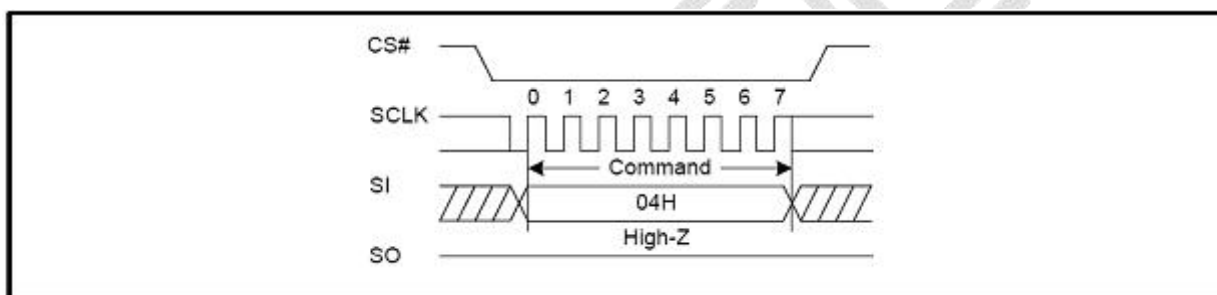 CS#
0 1 2 3 4 5 6 7
SCLK
Command
SI
04H
High-Z
SO